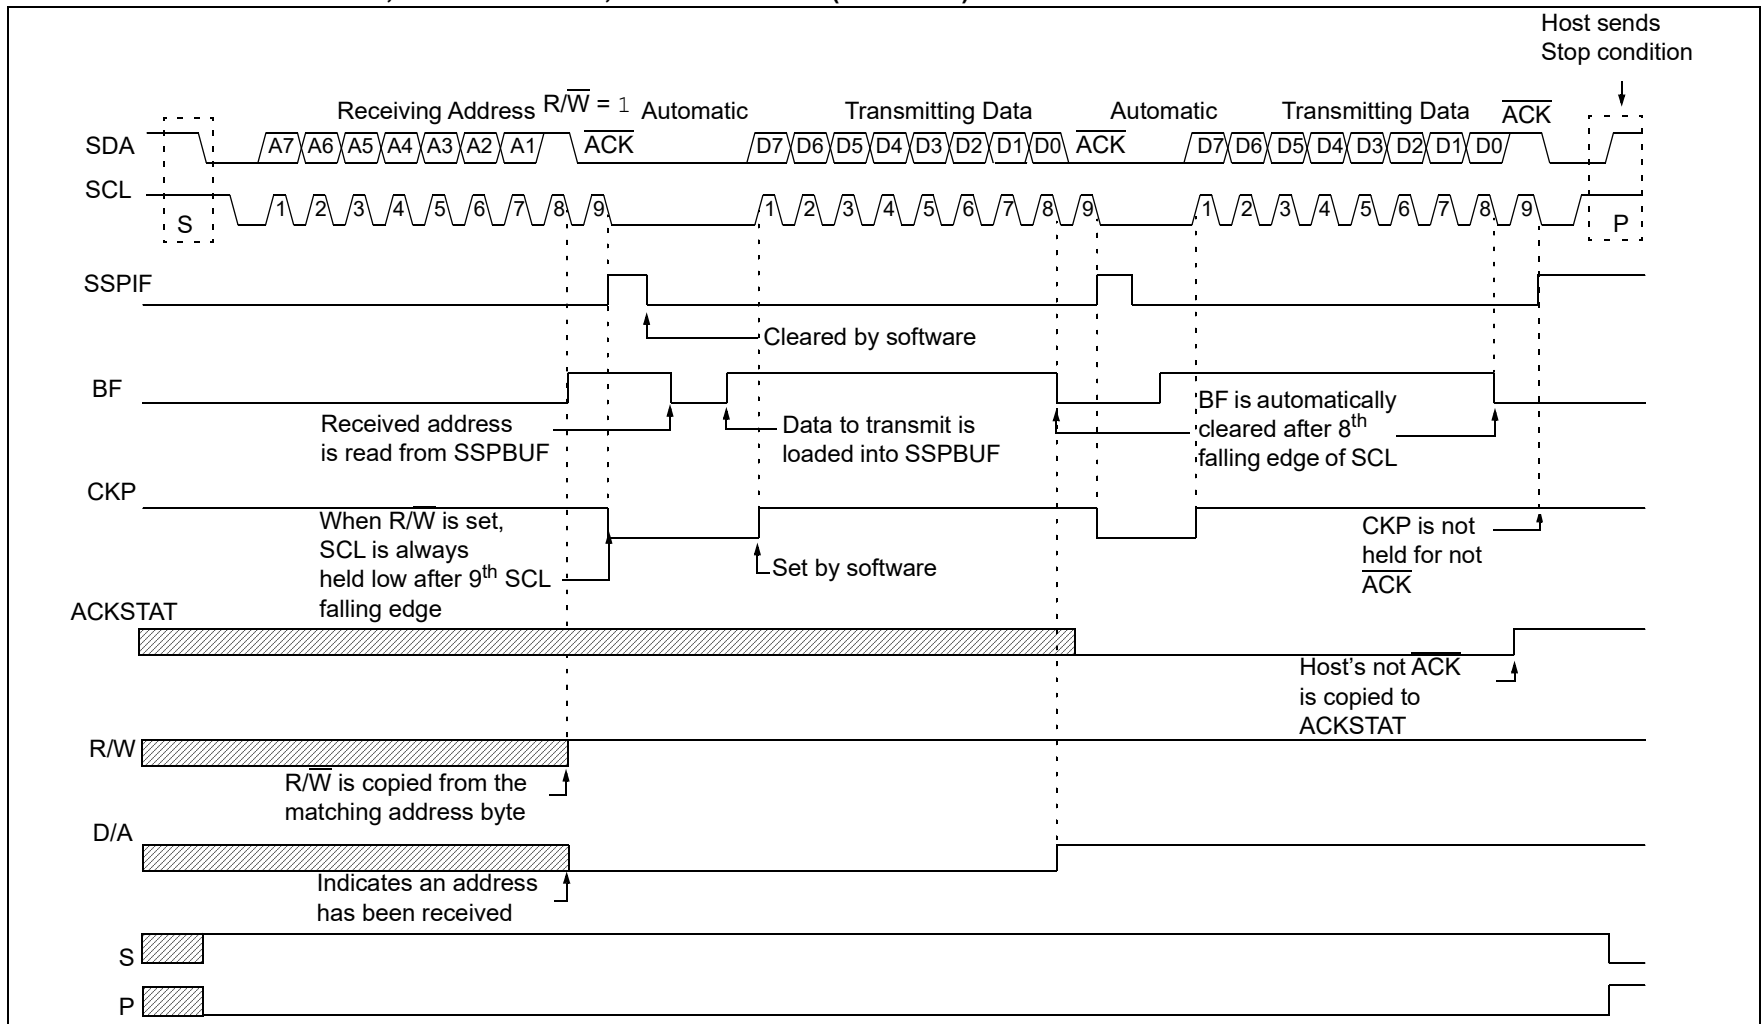 Host sends
Stop condition
Receiving Address R/W̅ = 1 Automatic Transmitting Data Automatic Transmitting Data A̅C̅K̅
SDA A7 A6 A5 A4 A3 A2 A1 A̅C̅K̅ D7 D6 D5 D4 D3 D2 D1 D0 A̅C̅K̅ D7 D6 D5 D4 D3 D2 D1 D0
SCL 1 2 3 4 5 6 7 8 9 1 2 3 4 5 6 7 8 9 1 2 3 4 5 6 7 8 9
S P
SSPIF
Cleared by software
BF
Received address
is read from SSPBUF
Data to transmit is
loaded into SSPBUF
BF is automatically
cleared after 8th
falling edge of SCL
CKP
When R/W̅ is set,
SCL is always
held low after 9th SCL
falling edge
Set by software
CKP is not
held for not
A̅C̅K̅
ACKSTAT
Host's not A̅C̅K̅
is copied to
ACKSTAT
R/W
R/W̅ is copied from the
matching address byte
D/A
Indicates an address
has been received
S
P